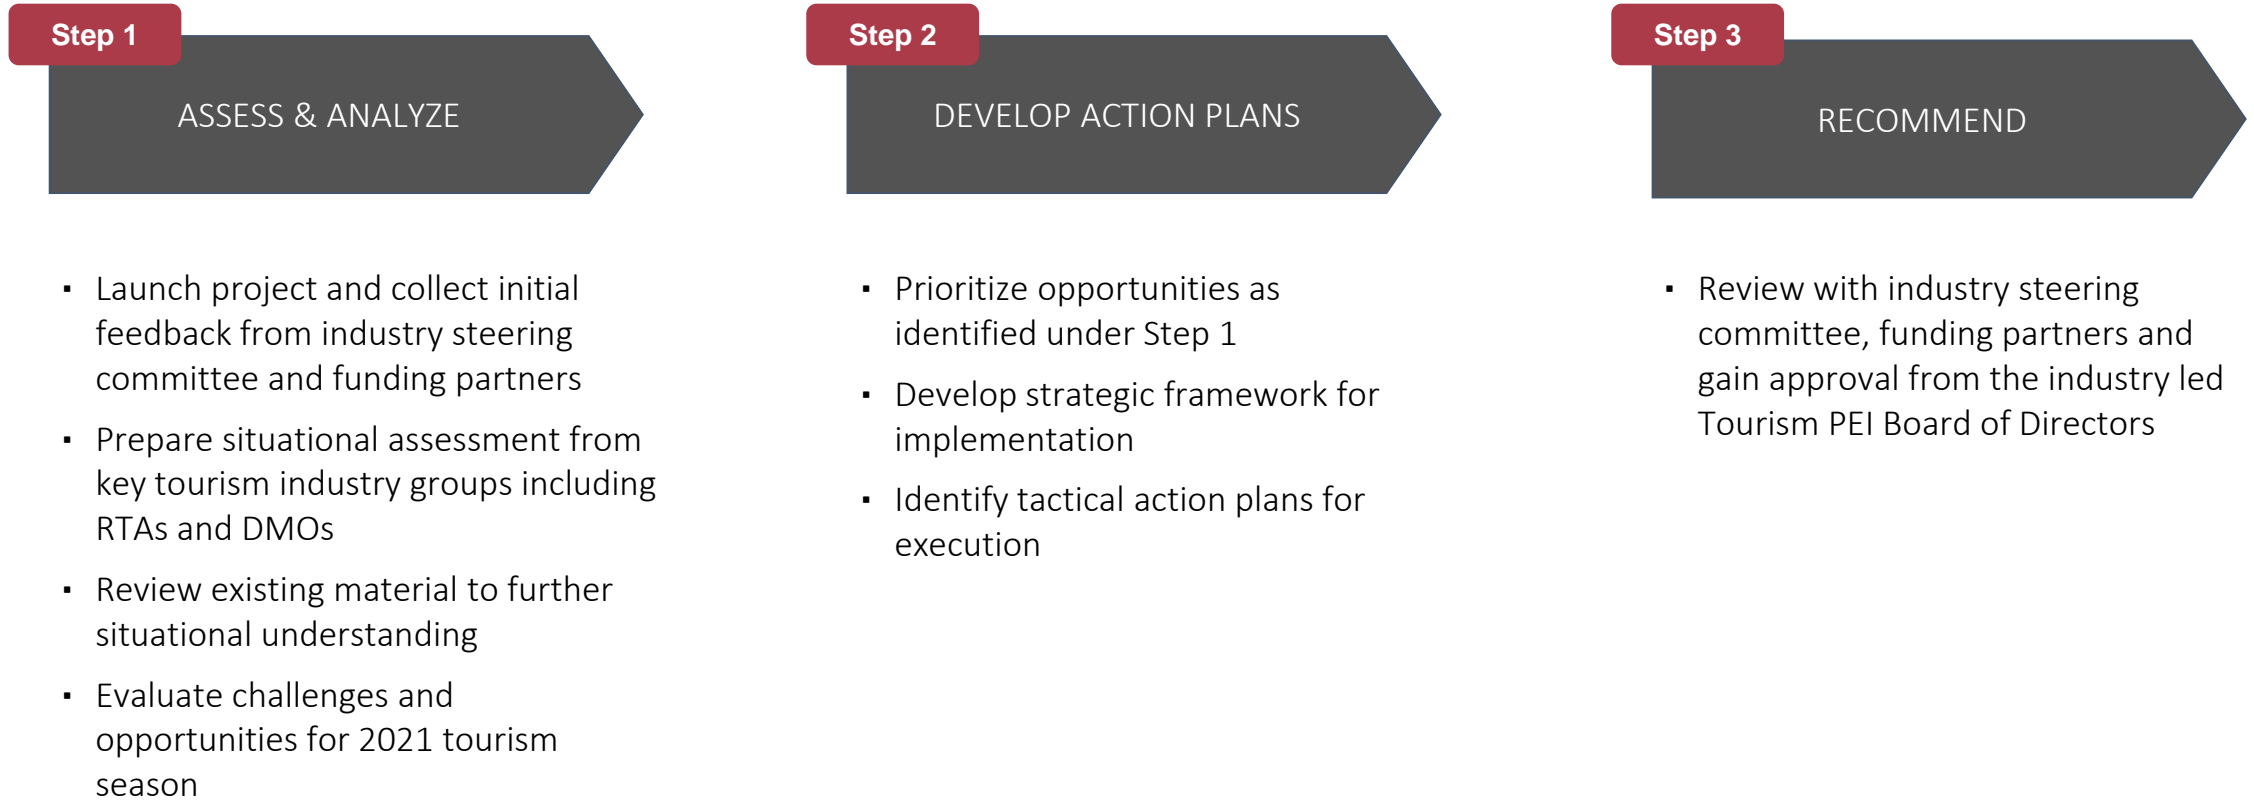 Step 1
ASSESS & ANALYZE
▪ Launch project and collect initial
feedback from industry steering
committee and funding partners
▪ Prepare situational assessment from
key tourism industry groups including
RTAs and DMOs
▪ Review existing material to further
situational understanding
▪ Evaluate challenges and
opportunities for 2021 tourism
season
Step 2
DEVELOP ACTION PLANS
▪ Prioritize opportunities as
identified under Step 1
▪ Develop strategic framework for
implementation
▪ Identify tactical action plans for
execution
Step 3
RECOMMEND
▪ Review with industry steering
committee, funding partners and
gain approval from the industry led
Tourism PEI Board of Directors